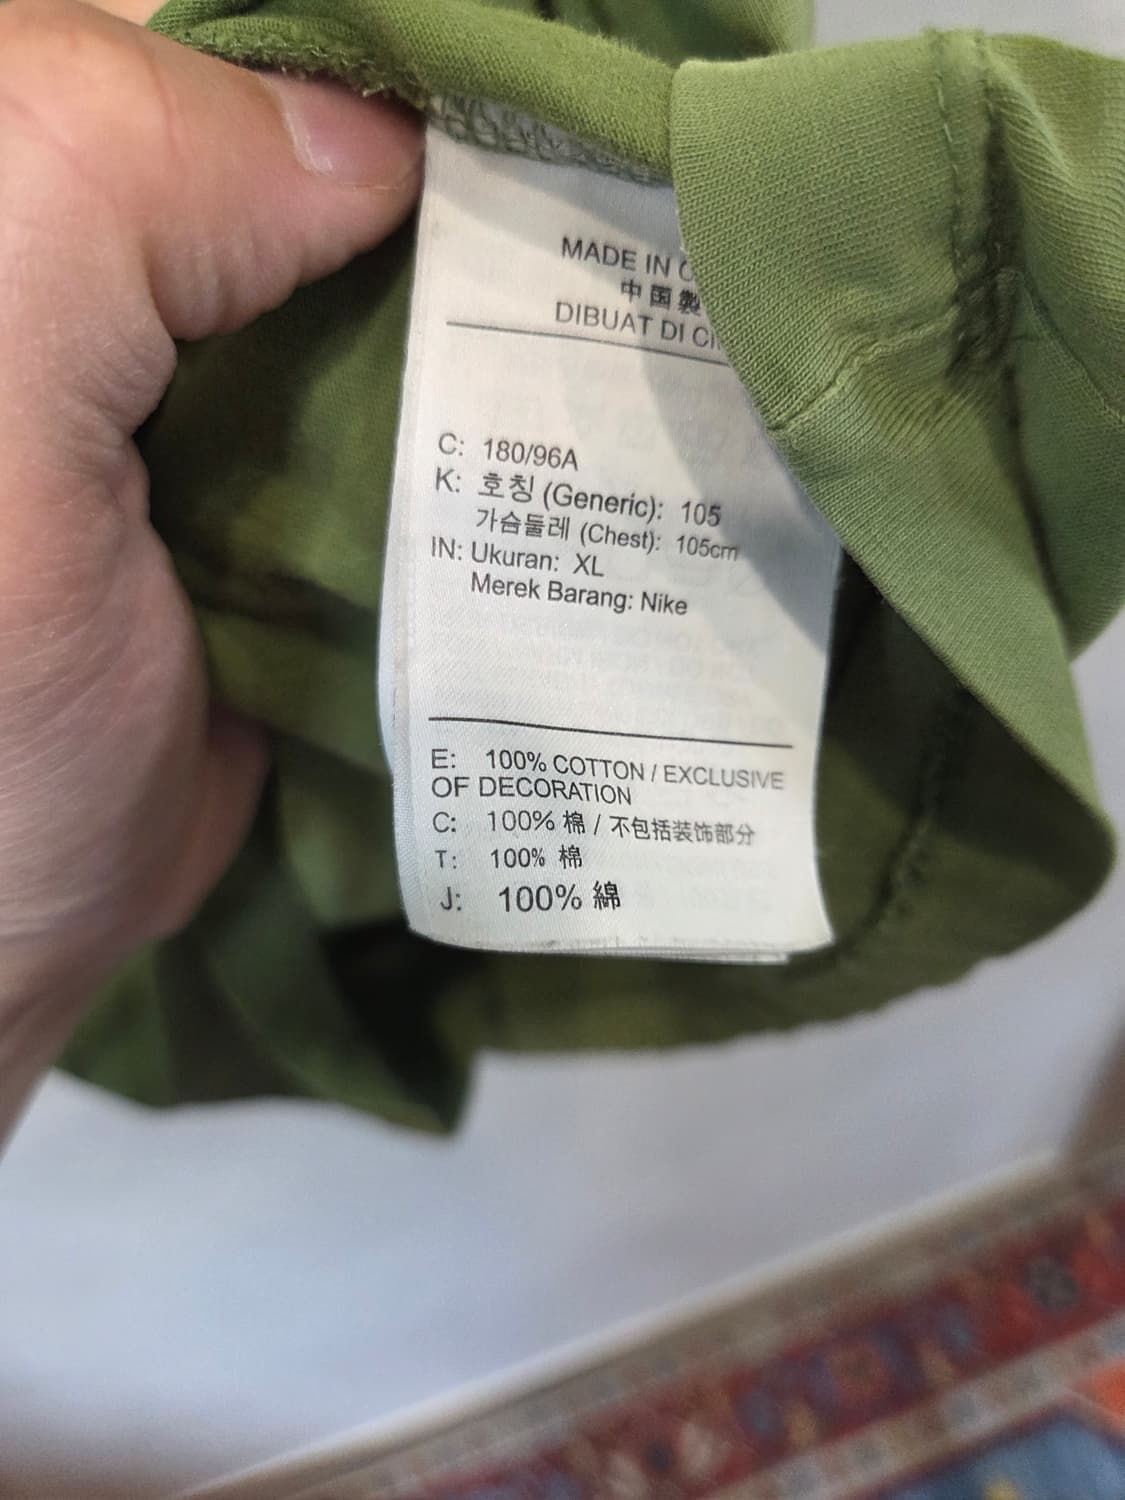 MADE IN
中国製
DIBUAT DI
C: 180/96A
K: 호칭 (Generic): 105
가슴둘레 (Chest): 105cm
IN: Ukuran: XL
Merek Barang: Nike
E: 100% COTTON / EXCLUSIVE
OF DECORATION
C: 100% 棉 / 不包括装饰部分
T: 100% 棉
J: 100% 綿